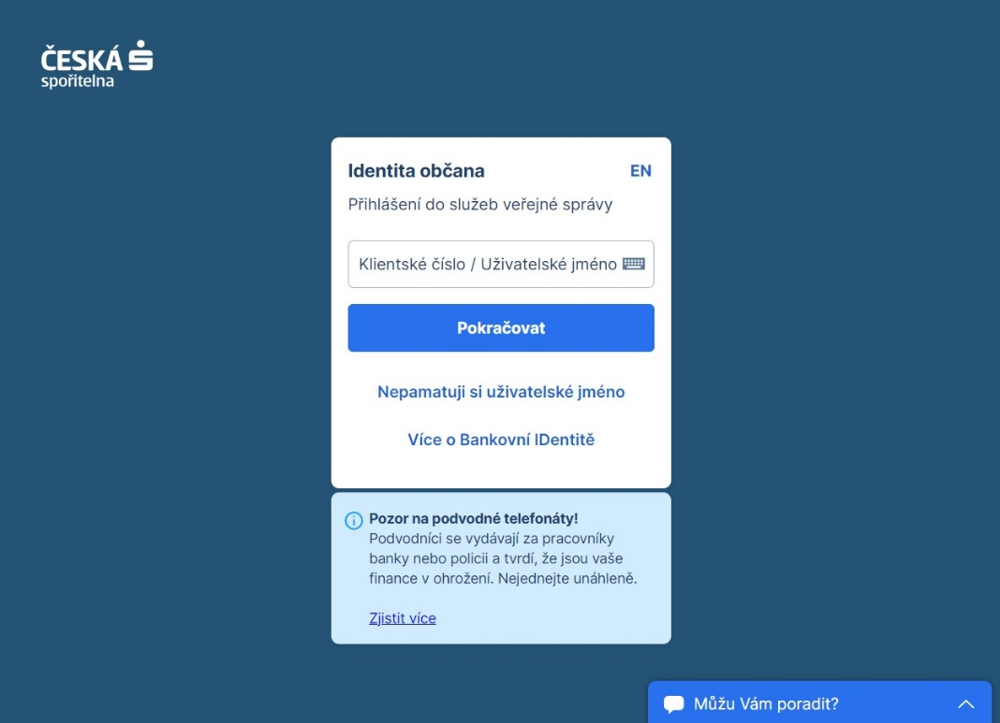 ČESKÁ
spořitelna
Identita občana
EN
Přihlášení do služeb veřejné správy
Klientské číslo / Uživatelské jméno
Pokračovat
Nepamatuji si uživatelské jméno
Více o Bankovní IDentitě
Pozor na podvodné telefonáty!
Podvodníci se vydávají za pracovníky
banky nebo policii a tvrdí, že jsou vaše
finance v ohrožení. Nejednejte unáhleně.
Zjistit více
Můžu Vám poradit?